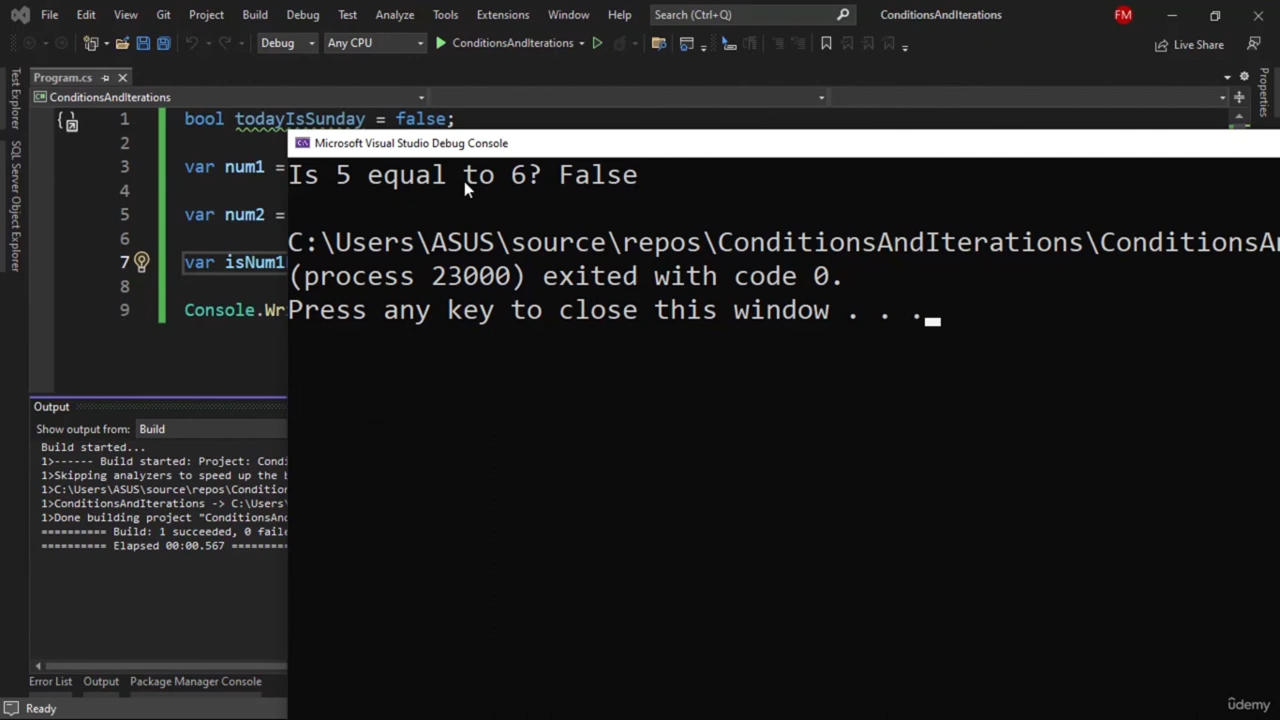 File Edit View Git Project Build Debug Test Analyze Tools Extensions Window Help Search (Ctrl+Q) ConditionsAndIterations FM
Debug Any CPU ConditionsAndIterations Live Share
Program.cs
ConditionsAndIterations
Test Explorer
SQL Server Object Explorer
Properties
1 bool todayIsSunday = false;
2
3 var num1 =
4
5 var num2 =
6
7 var isNum1
8
9 Console.Wr
Microsoft Visual Studio Debug Console
Is 5 equal to 6? False
C:\Users\ASUS\source\repos\ConditionsAndIterations\ConditionsA
(process 23000) exited with code 0.
Press any key to close this window . . .
Output
Show output from: Build
Build started...
1>------ Build started: Project: Condi
1>Skipping analyzers to speed up the b
1>C:\Users\ASUS\source\repos\Condition
1>ConditionsAndIterations -> C:\Users\
1>Done building project "ConditionsAnd
========== Build: 1 succeeded, 0 faile
========== Elapsed 00:00.567 =========
Error List Output Package Manager Console
Ready
ûdemy